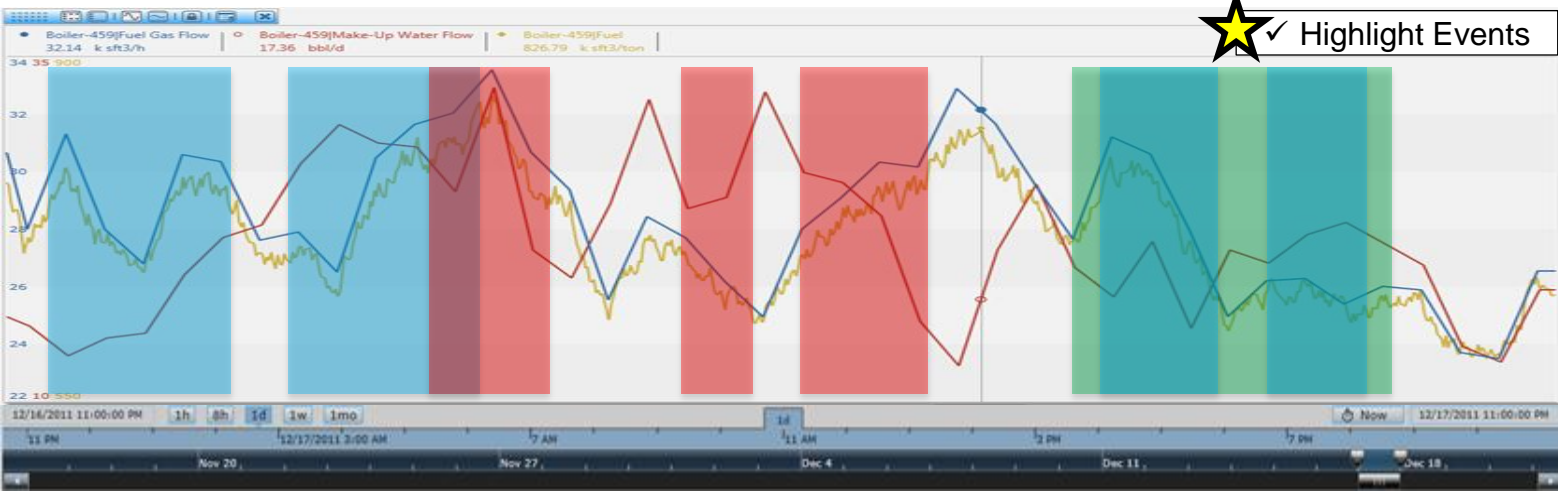 ✓ Highlight Events
Boiler-459|Fuel Gas Flow Boiler-459|Make-Up Water Flow Boiler-459|Fuel
32.14 k sft3/h 17.36 bbl/d 826.79 k sft3/ton
34 35 900
32
30
28
26
24
22 10 550
12/16/2011 11:00:00 PM 1h 8h 1d 1w 1mo 1d Now 12/17/2011 11:00:00 PM
11 PM 12/17/2011 3:00 AM 7 AM 11 AM 2 PM 7 PM
Nov 20 Nov 27 Dec 4 Dec 11 Dec 18